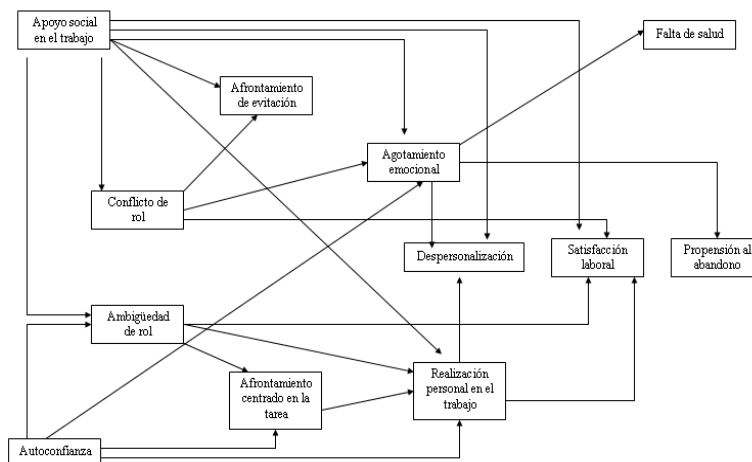 Apoyo social
en el trabajo
Falta de salud
Afrontamiento
de evitación
Agotamiento
emocional
Conflicto de
rol
Despersonalización
Satisfacción
laboral
Propensión al
abandono
Ambigüedad
de rol
Afrontamiento
centrado en la
tarea
Realización
personal en el
trabajo
Autoconfianza